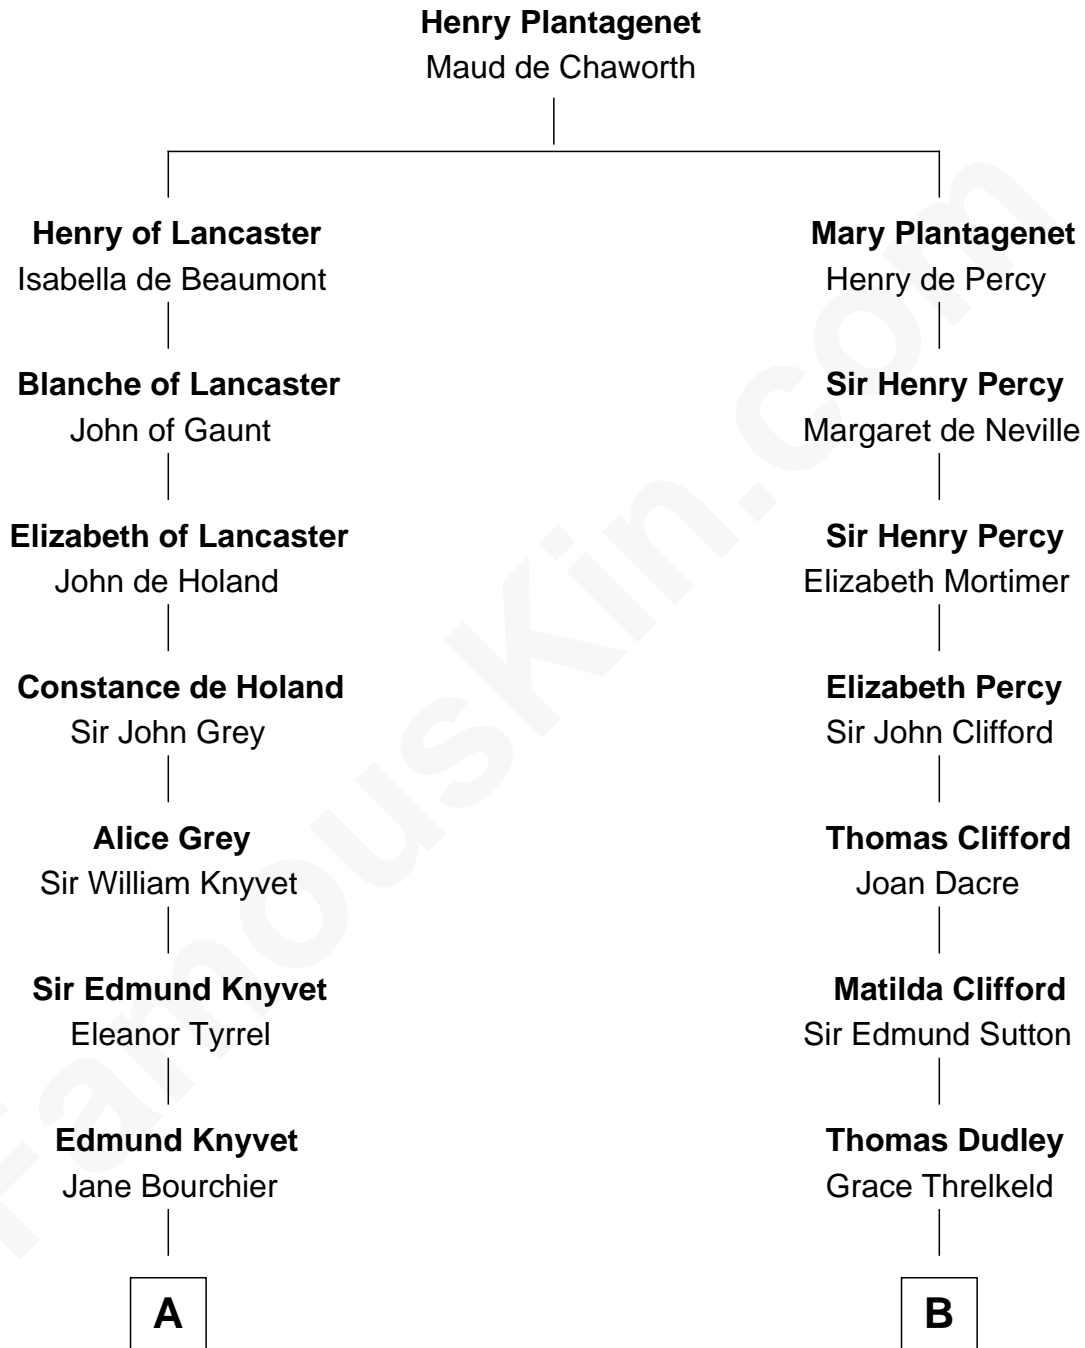 Henry Plantagenet
Maud de Chaworth
Henry of Lancaster
Isabella de Beaumont
Mary Plantagenet
Henry de Percy
Blanche of Lancaster
John of Gaunt
Sir Henry Percy
Margaret de Neville
Elizabeth of Lancaster
John de Holand
Sir Henry Percy
Elizabeth Mortimer
Constance de Holand
Sir John Grey
Elizabeth Percy
Sir John Clifford
Alice Grey
Sir William Knyvet
Thomas Clifford
Joan Dacre
Sir Edmund Knyvet
Eleanor Tyrrel
Matilda Clifford
Sir Edmund Sutton
Edmund Knyvet
Jane Bourchier
Thomas Dudley
Grace Threlkeld
A
B
FamousKin.com